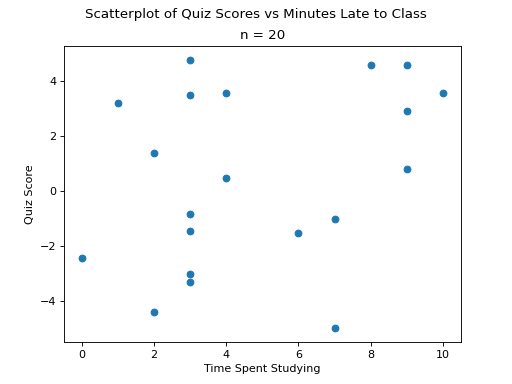 Scatterplot of Quiz Scores vs Minutes Late to Class
n = 20
4
2
0
−2
−4
Quiz Score
0 2 4 6 8 10
Time Spent Studying